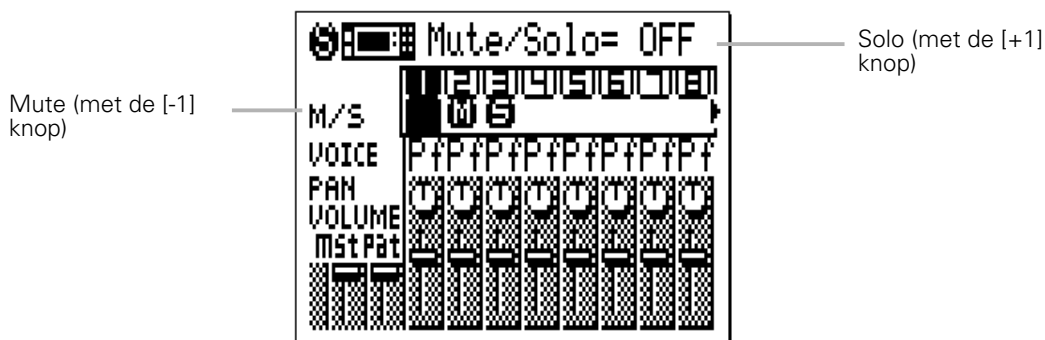 S Mute/Solo= OFF
Solo (met de [+1]
knop)
1 2 3 4 5 6 7 8
Mute (met de [-1]
knop)
M/S M S
VOICE Pf Pf Pf Pf Pf Pf Pf Pf
PAN
VOLUME
Mst Pat